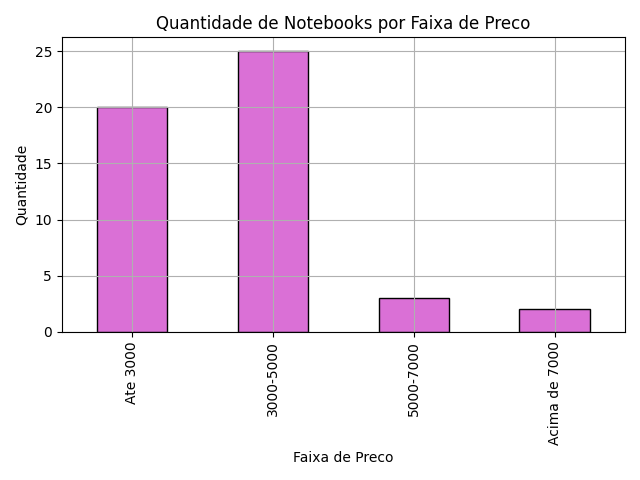 Quantidade de Notebooks por Faixa de Preco
Quantidade
25
20
15
10
5
0
Ate 3000
3000-5000
5000-7000
Acima de 7000
Faixa de Preco